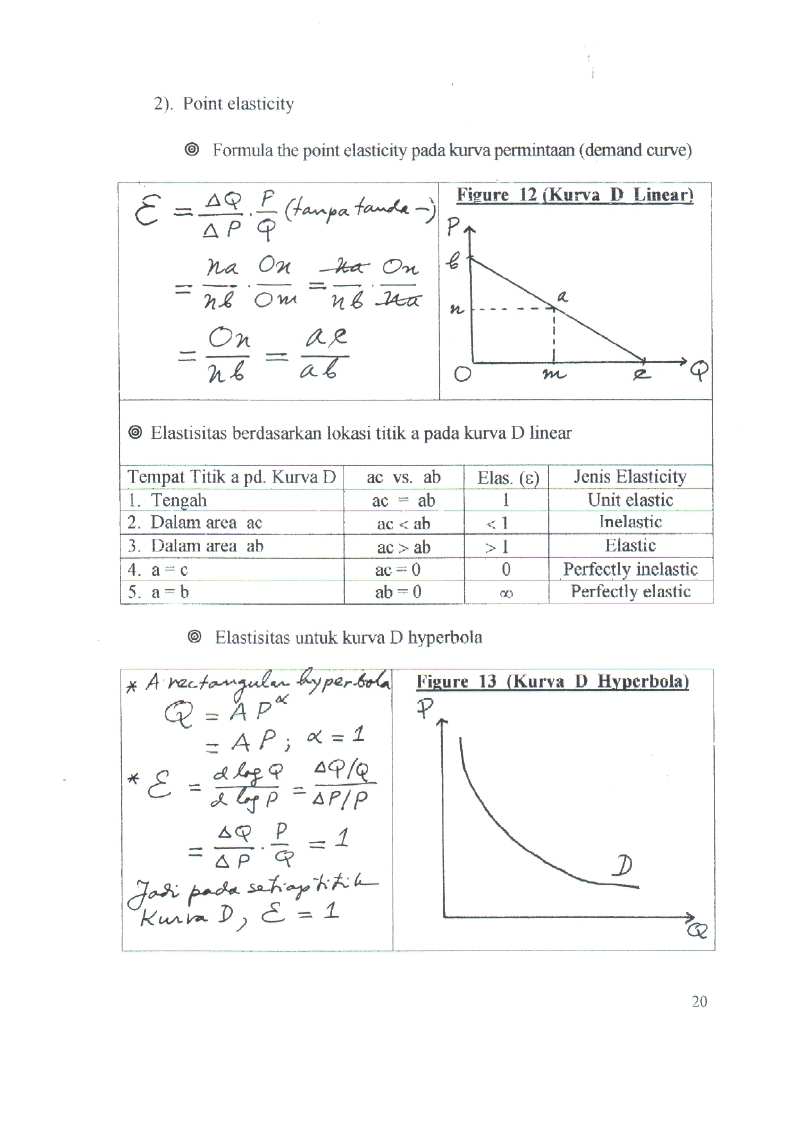 2). Point elasticity
◎ Formula the point elasticity pada kurva permintaan (demand curve)
ε = ΔQ/ΔP · P/Q (tanpa tanda −)
= na/nb · On/Om = na/nb · On/na
= On/nb = ac/ab
Figure 12 (Kurva D Linear)
P
b
n
a
O
m
c
Q
◎ Elastisitas berdasarkan lokasi titik a pada kurva D linear
Tempat Titik a pd. Kurva D ac vs. ab Elas. (ε) Jenis Elasticity
1. Tengah ac = ab 1 Unit elastic
2. Dalam area ac ac < ab < 1 Inelastic
3. Dalam area ab ac > ab > 1 Elastic
4. a = c ac = 0 0 Perfectly inelastic
5. a = b ab = 0 ∞ Perfectly elastic
◎ Elastisitas untuk kurva D hyperbola
* A rectangular hyperbola
Q = A P^α
= A P ; α = 1
* ε = d log Q / d log P = ΔQ/Q / ΔP/P
= ΔQ/ΔP · P/Q = 1
Jadi pada setiap titik
Kurva D, ε = 1
Figure 13 (Kurva D Hyperbola)
P
D
Q
20